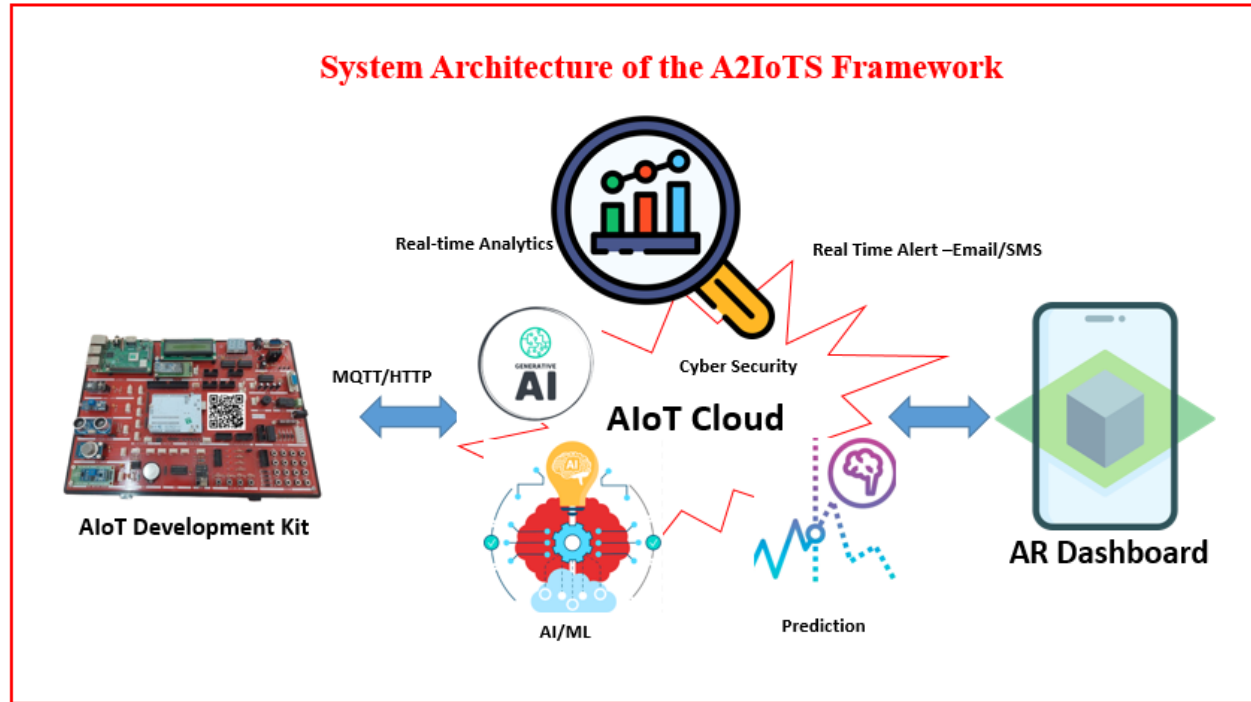 System Architecture of the A2IoTS Framework
Real-time Analytics
Real Time Alert –Email/SMS
GENERATIVE
AI
Cyber Security
MQTT/HTTP
AIoT Cloud
AI
AIoT Development Kit
AR Dashboard
AI/ML
Prediction